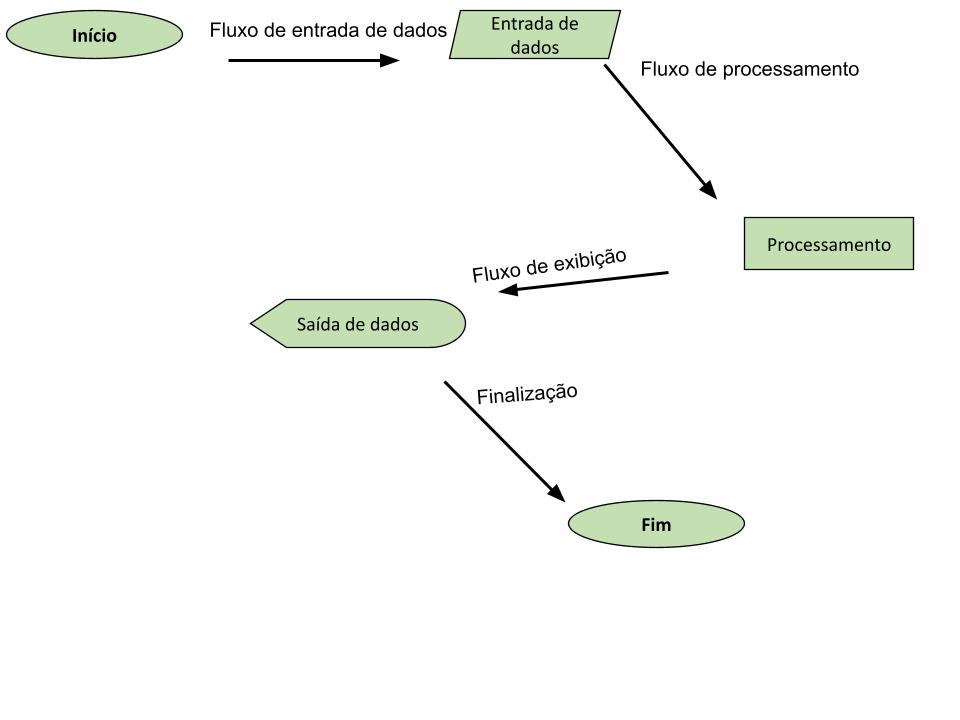 Início
Fluxo de entrada de dados
Entrada de
dados
Fluxo de processamento
Processamento
Fluxo de exibição
Saída de dados
Finalização
Fim